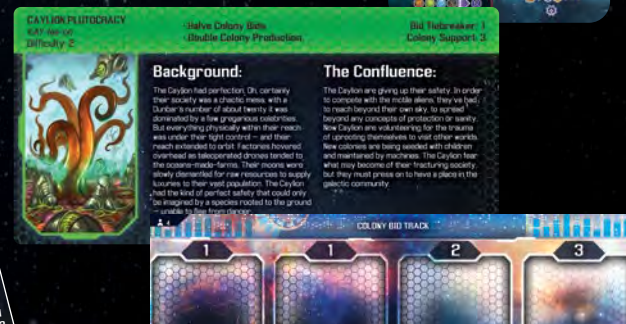 CAYLION PLUTOCRACY
Difficulty: 2
- Halve Colony Bids
- Double Colony Production
Bid Tiebreaker: 1
Colony Support: 3
Background:
The Caylion had perfection. Oh, certainly
their society was a chaotic mess; with a
Dunbar's number of about twenty it was
dominated by a few gregarious celebrities.
But everything physically within their reach
was under their tight control – and their
reach extended to orbit. Factories hovered
overhead as teleoperated drones tended to
the oceans-made-farms. Their moons were
slowly dismantled for raw resources to supply
luxuries to their vast population. The Caylion
had the kind of perfect safety that could only
be imagined by a species rooted to the ground
– unable to flee from danger.
The Confluence:
The Caylion are giving up their safety. In order
to compete with the motile aliens, they've had
to reach beyond their own sky, to spread
beyond any concepts of protection or sanity.
Now Caylion are volunteering for the trauma
of uprooting themselves to visit other worlds.
New colonies are being seeded with children
and maintained by machines. The Caylion fear
what may become of their fracturing society,
but they must press on to have a place in the
galactic community.
COLONY BID TRACK
1
1
2
3